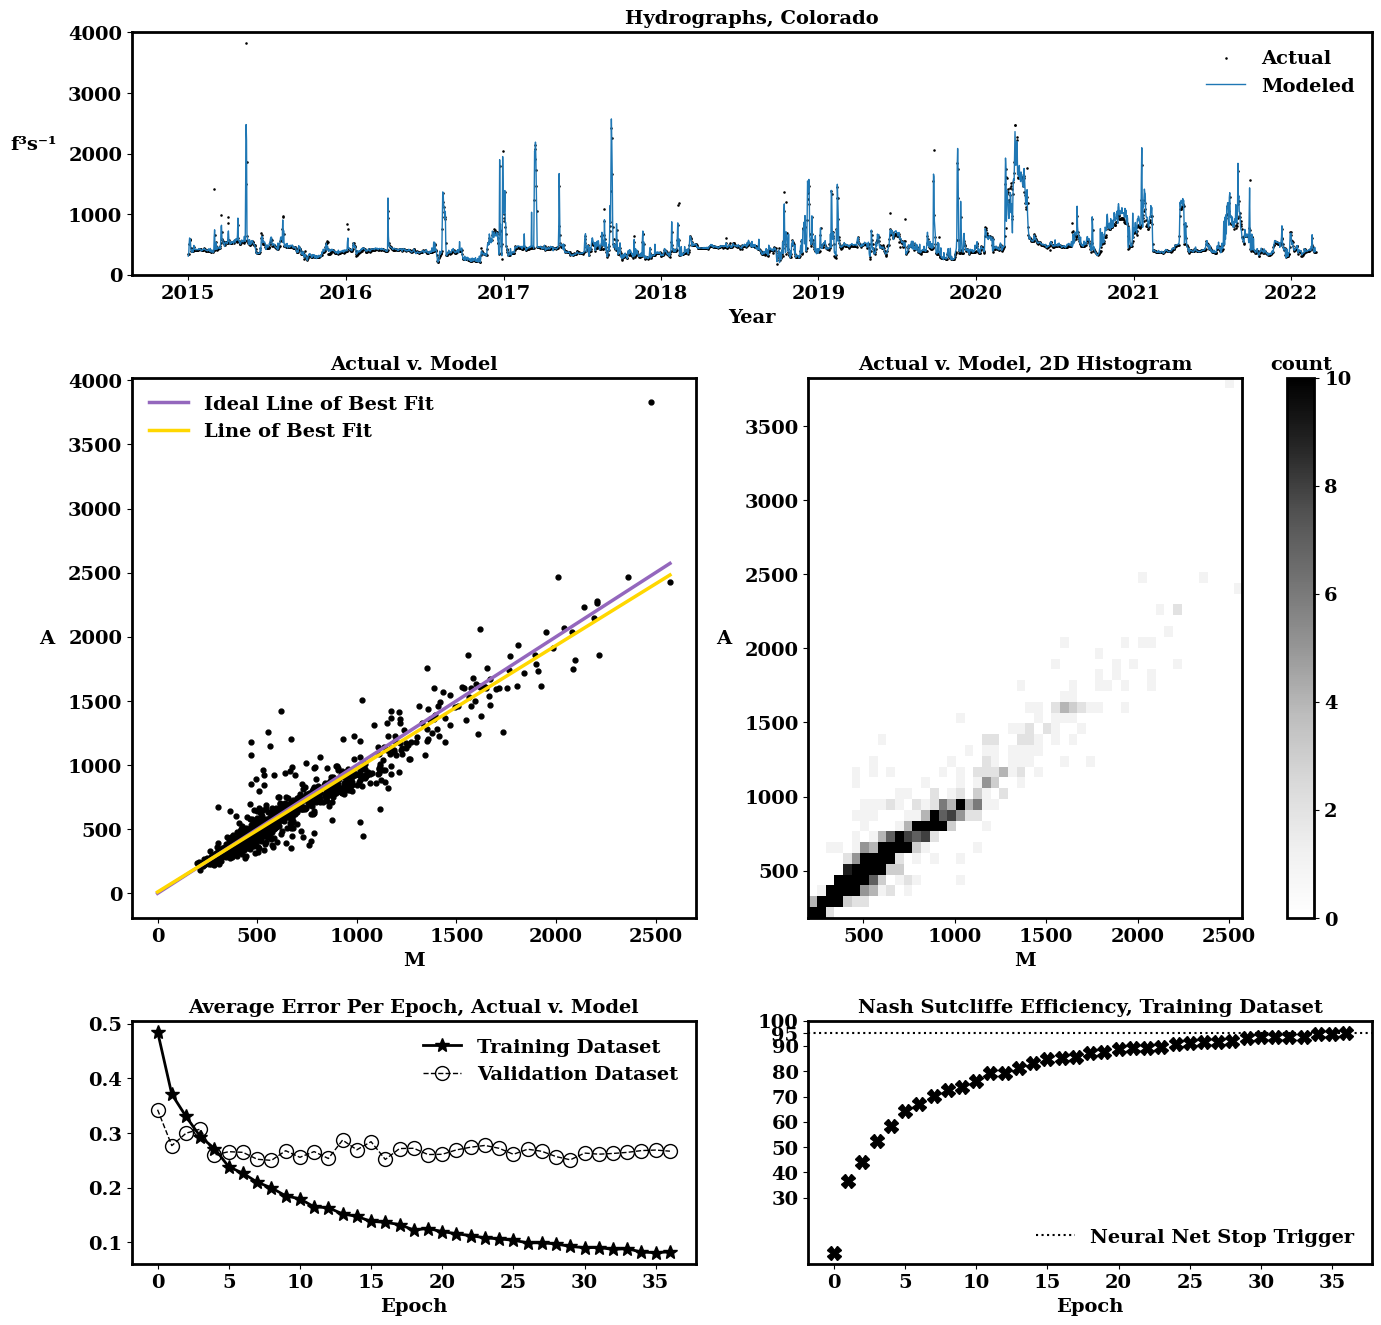 Hydrographs, Colorado
4000
3000
2000
1000
0
f³s⁻¹
Actual
Modeled
2015 2016 2017 2018 2019 2020 2021 2022
Year
Actual v. Model
4000
3500
3000
2500
2000
1500
1000
500
0
A
Ideal Line of Best Fit
Line of Best Fit
0 500 1000 1500 2000 2500
M
Actual v. Model, 2D Histogram
3500
3000
2500
2000
1500
1000
500
A
500 1000 1500 2000 2500
M
count
10
8
6
4
2
0
Average Error Per Epoch, Actual v. Model
0.5
0.4
0.3
0.2
0.1
Training Dataset
Validation Dataset
0 5 10 15 20 25 30 35
Epoch
Nash Sutcliffe Efficiency, Training Dataset
100
95
90
80
70
60
50
40
30
Neural Net Stop Trigger
0 5 10 15 20 25 30 35
Epoch